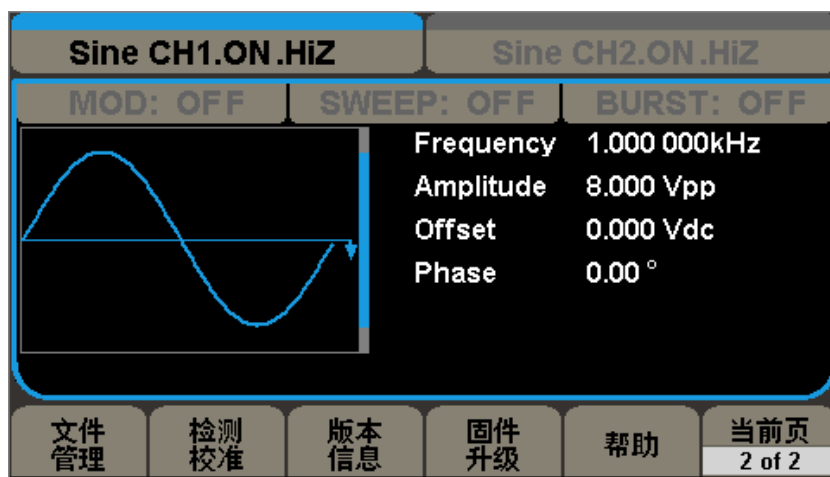 Sine CH1.ON.HiZ
Sine CH2.ON.HiZ
MOD: OFF
SWEEP: OFF
BURST: OFF
Frequency 1.000 000kHz
Amplitude 8.000 Vpp
Offset 0.000 Vdc
Phase 0.00 °
文件
管理
检测
校准
版本
信息
固件
升级
帮助
当前页
2 of 2